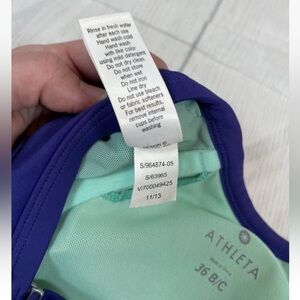 Rinse in fresh water
after each use
Hand wash cold
Hand wash
with like color
using mild detergent
Do not dry clean
Do not store
when wet
Do not iron
Line dry
Do not use bleach
or fabric softeners
For best results,
remove internal
cups before
washing
S/964874-05
S/63965
V/700049425
11/13
ATHLETA
36 B/C